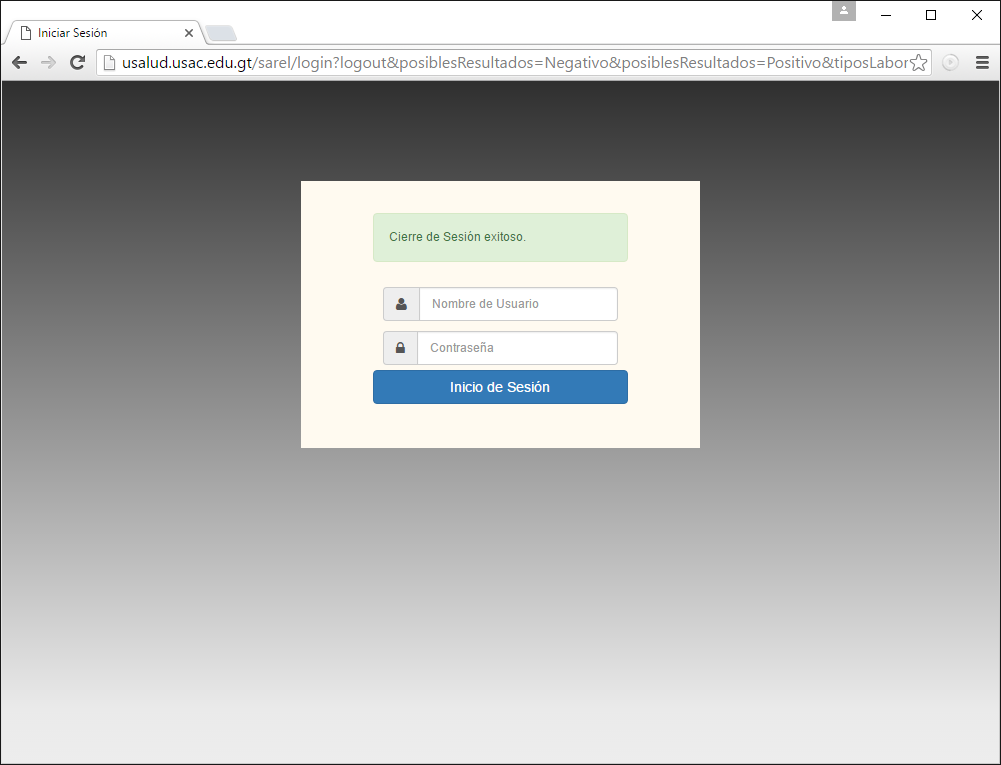 Iniciar Sesión
usalud.usac.edu.gt/sarel/login?logout&posiblesResultados=Negativo&posiblesResultados=Positivo&tiposLabor
Cierre de Sesión exitoso.
Nombre de Usuario
Contraseña
Inicio de Sesión